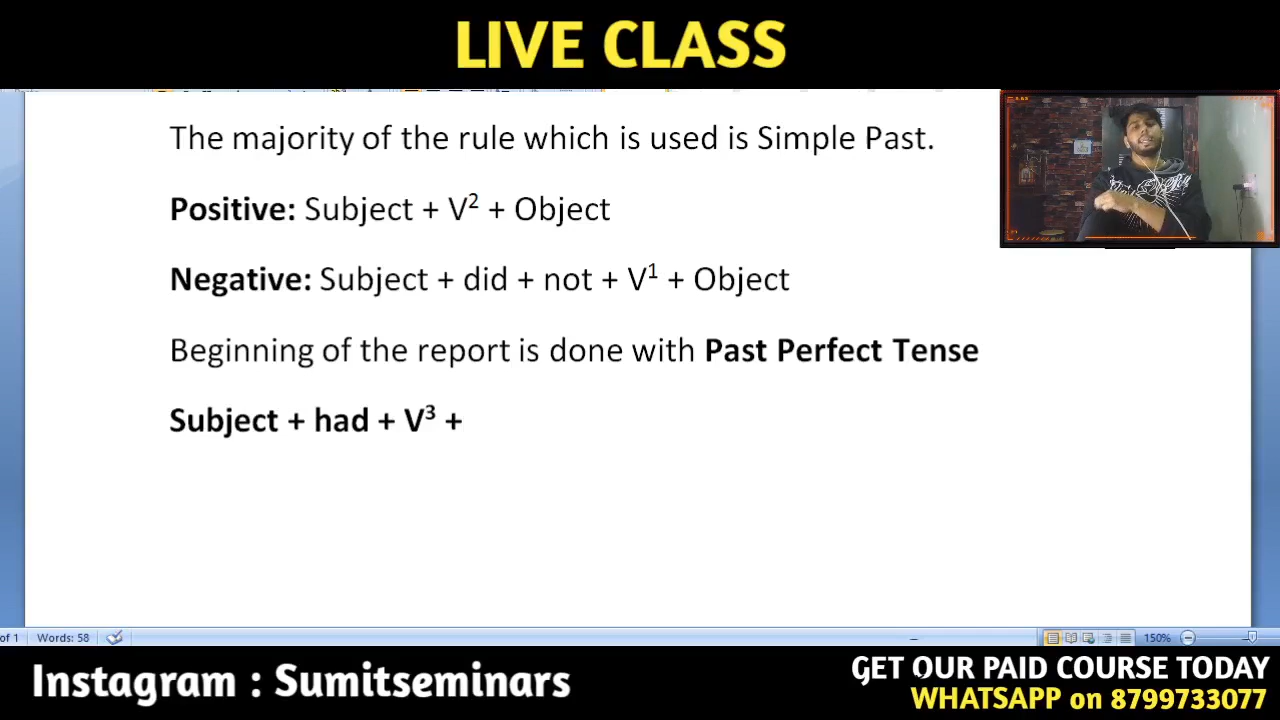 LIVE CLASS
The majority of the rule which is used is Simple Past.
Positive: Subject + V² + Object
Negative: Subject + did + not + V¹ + Object
Beginning of the report is done with Past Perfect Tense
Subject + had + V³ +
of 1 Words: 58 150%
Instagram : Sumitseminars
GET OUR PAID COURSE TODAY
WHATSAPP on 8799733077